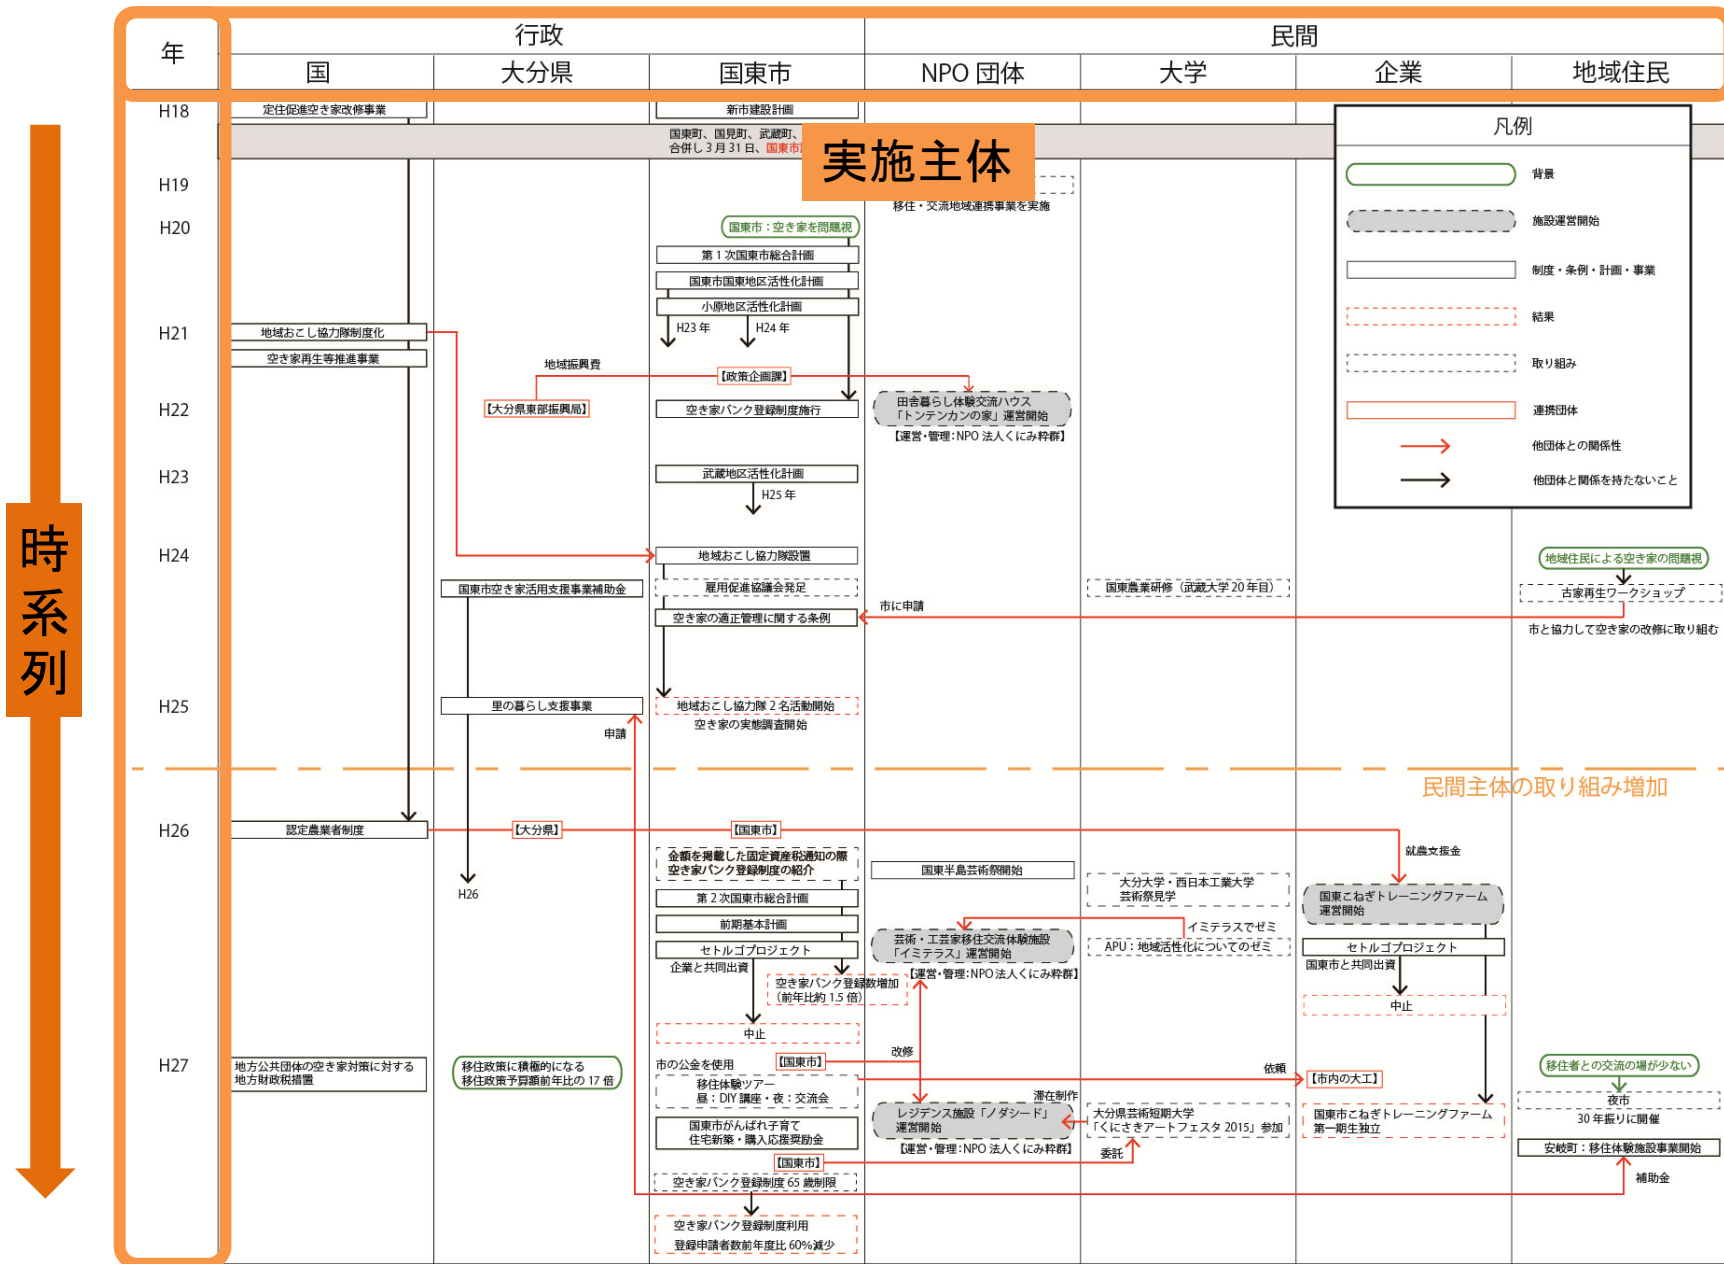 年
行政
民間
国
大分県
国東市
NPO 団体
大学
企業
地域住民
時系列
実施主体
H18
定住促進空き家改修事業
新市建設計画
国東町、国見町、武蔵町、
合併し 3 月 31 日、国東市
凡例
背景
施設運営開始
制度・条例・計画・事業
結果
取り組み
連携団体
他団体との関係性
他団体と関係を持たないこと
H19
移住・交流地域連携事業を実施
H20
国東市：空き家を問題視
第 1 次国東市総合計画
国東市国東地区活性化計画
小原地区活性化計画
H23 年
H24 年
H21
地域おこし協力隊制度化
空き家再生等推進事業
地域振興費
【政策企画課】
H22
【大分県東部振興局】
空き家バンク登録制度施行
田舎暮らし体験交流ハウス
「トンテンカンの家」運営開始
【運営・管理：NPO 法人くにみ粋群】
H23
武蔵地区活性化計画
H25 年
H24
地域おこし協力隊設置
地域住民による空き家の問題視
国東市空き家活用支援事業補助金
雇用促進協議会発足
国東農業研修（武蔵大学 20 年目）
古家再生ワークショップ
市に申請
空き家の適正管理に関する条例
市と協力して空き家の改修に取り組む
H25
里の暮らし支援事業
地域おこし協力隊 2 名活動開始
空き家の実態調査開始
申請
民間主体の取り組み増加
H26
認定農業者制度
【大分県】
【国東市】
就農支援金
金額を掲載した固定資産税通知の際
空き家バンク登録制度の紹介
国東半島芸術祭開始
大分大学・西日本工業大学
芸術祭見学
国東こねぎトレーニングファーム
運営開始
H26
第 2 次国東市総合計画
前期基本計画
イミテラスでゼミ
セトルゴプロジェクト
芸術・工芸家移住交流体験施設
「イミテラス」運営開始
APU：地域活性化についてのゼミ
セトルゴプロジェクト
企業と共同出資
【運営・管理：NPO 法人くにみ粋群】
国東市と共同出資
空き家バンク登録数増加
（前年比約 1.5 倍）
中止
中止
H27
地方公共団体の空き家対策に対する
地方財政税措置
移住政策に積極的になる
移住政策予算額前年比の 17 倍
市の公金を使用
【国東市】
改修
移住者との交流の場が少ない
依頼
【市内の大工】
移住体験ツアー
昼：DIY 講座・夜：交流会
滞在制作
夜市
30 年振りに開催
レジデンス施設「ノダシード」
運営開始
大分県芸術短期大学
「くにさきアートフェスタ 2015」参加
国東市こねぎトレーニングファーム
第一期生独立
国東市がんばれ子育て
住宅新築・購入応援奨励金
【運営・管理：NPO 法人くにみ粋群】
委託
安岐町：移住体験施設事業開始
【国東市】
補助金
空き家バンク登録制度 65 歳制限
空き家バンク登録制度利用
登録申請者数前年度比 60%減少